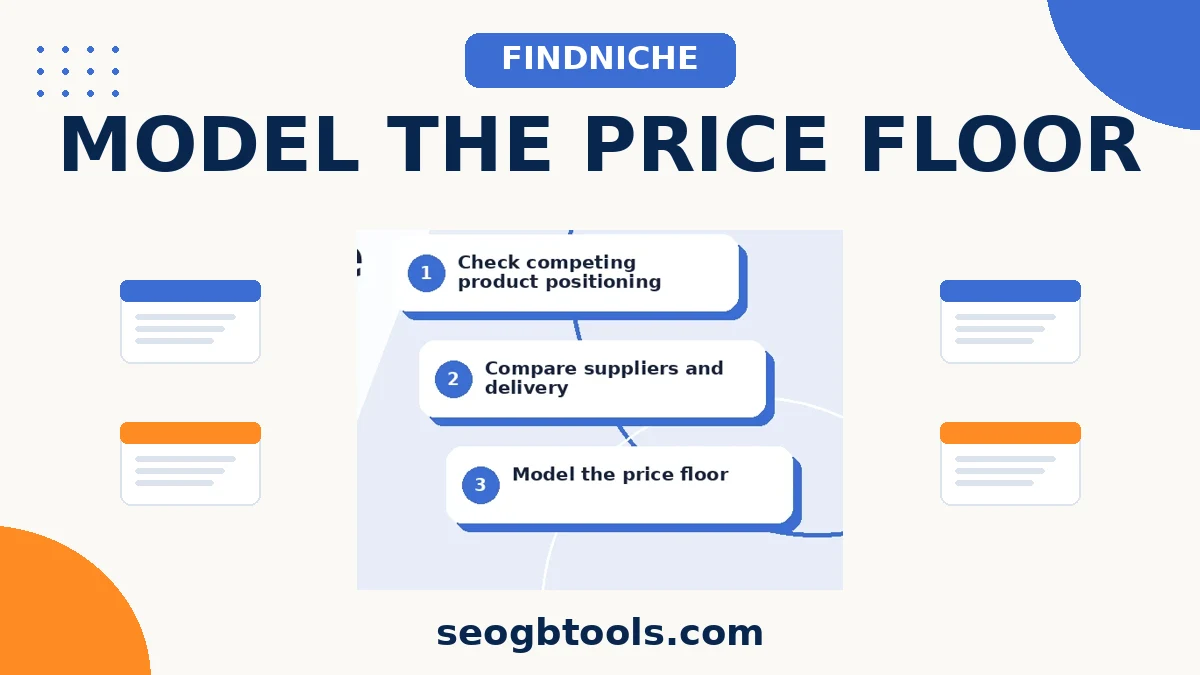 FINDNICHE
MODEL THE PRICE FLOOR
e
1
Check competing
product positioning
2
Compare suppliers and
delivery
3
Model the price floor
seogbtools.com